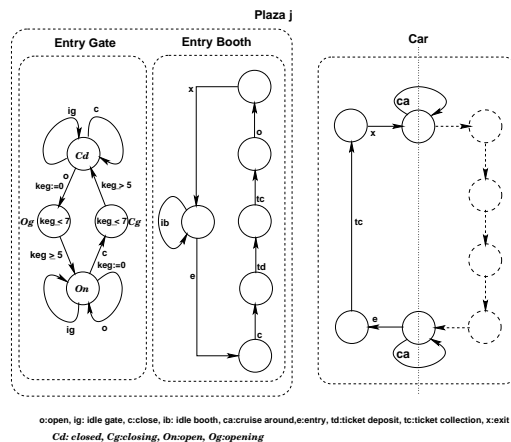 Plaza j
Entry Gate
Entry Booth
Car
ig
c
Cd
o
keg:=0
keg > 5
Og
keg < 7
keg < 7
Cg
keg ≥ 5
c
keg:=0
On
ig
o
x
o
tc
ib
td
e
c
ca
x
tc
e
ca
o:open, ig: idle gate, c:close, ib: idle booth, ca:cruise around,e:entry, td:ticket deposit, tc:ticket collection, x:exit
Cd: closed, Cg:closing, On:open, Og:opening